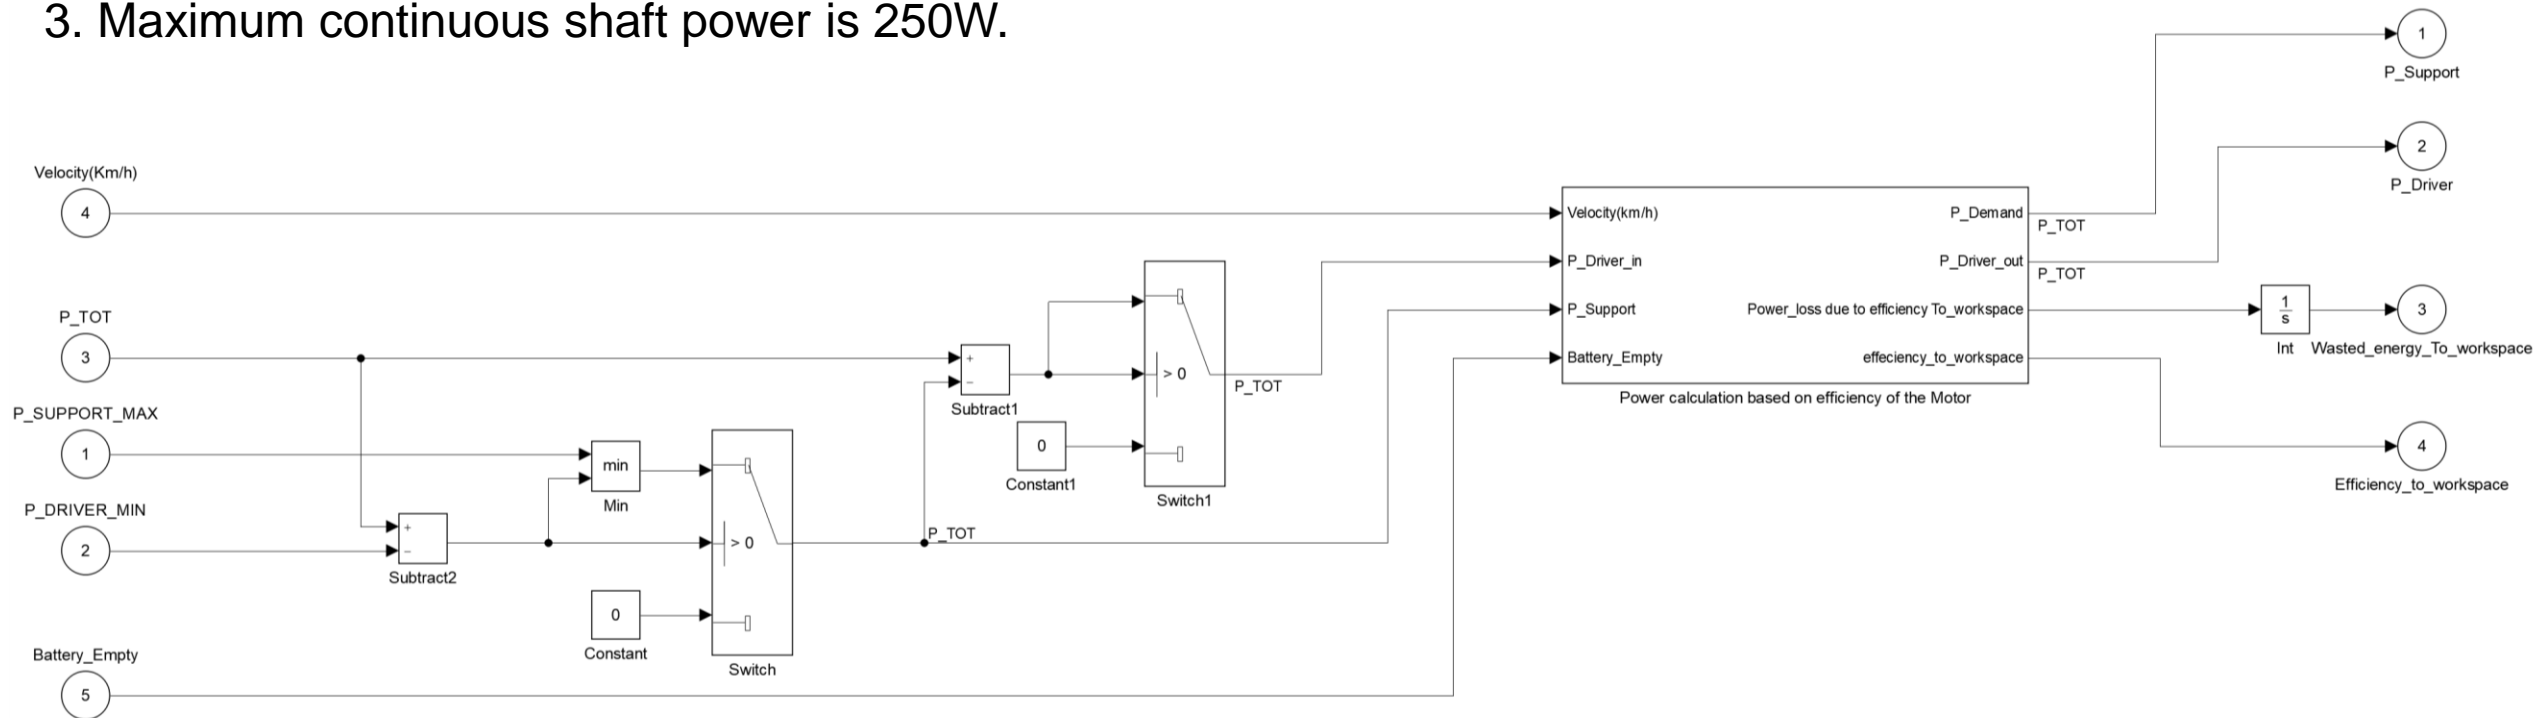 3. Maximum continuous shaft power is 250W.
1
P_Support
2
P_Driver
Velocity(Km/h)
4
Velocity(km/h)
P_Demand
P_TOT
P_Driver_in
P_Driver_out
P_TOT
P_Support
Power_loss due to efficiency To_workspace
1
s
Int
3
Wasted_energy_To_workspace
Battery_Empty
effeciency_to_workspace
Power calculation based on efficiency of the Motor
4
Efficiency_to_workspace
P_TOT
3
+
−
Subtract1
> 0
P_TOT
0
Constant1
Switch1
P_SUPPORT_MAX
1
min
Min
P_DRIVER_MIN
2
+
−
Subtract2
> 0
P_TOT
0
Constant
Switch
Battery_Empty
5